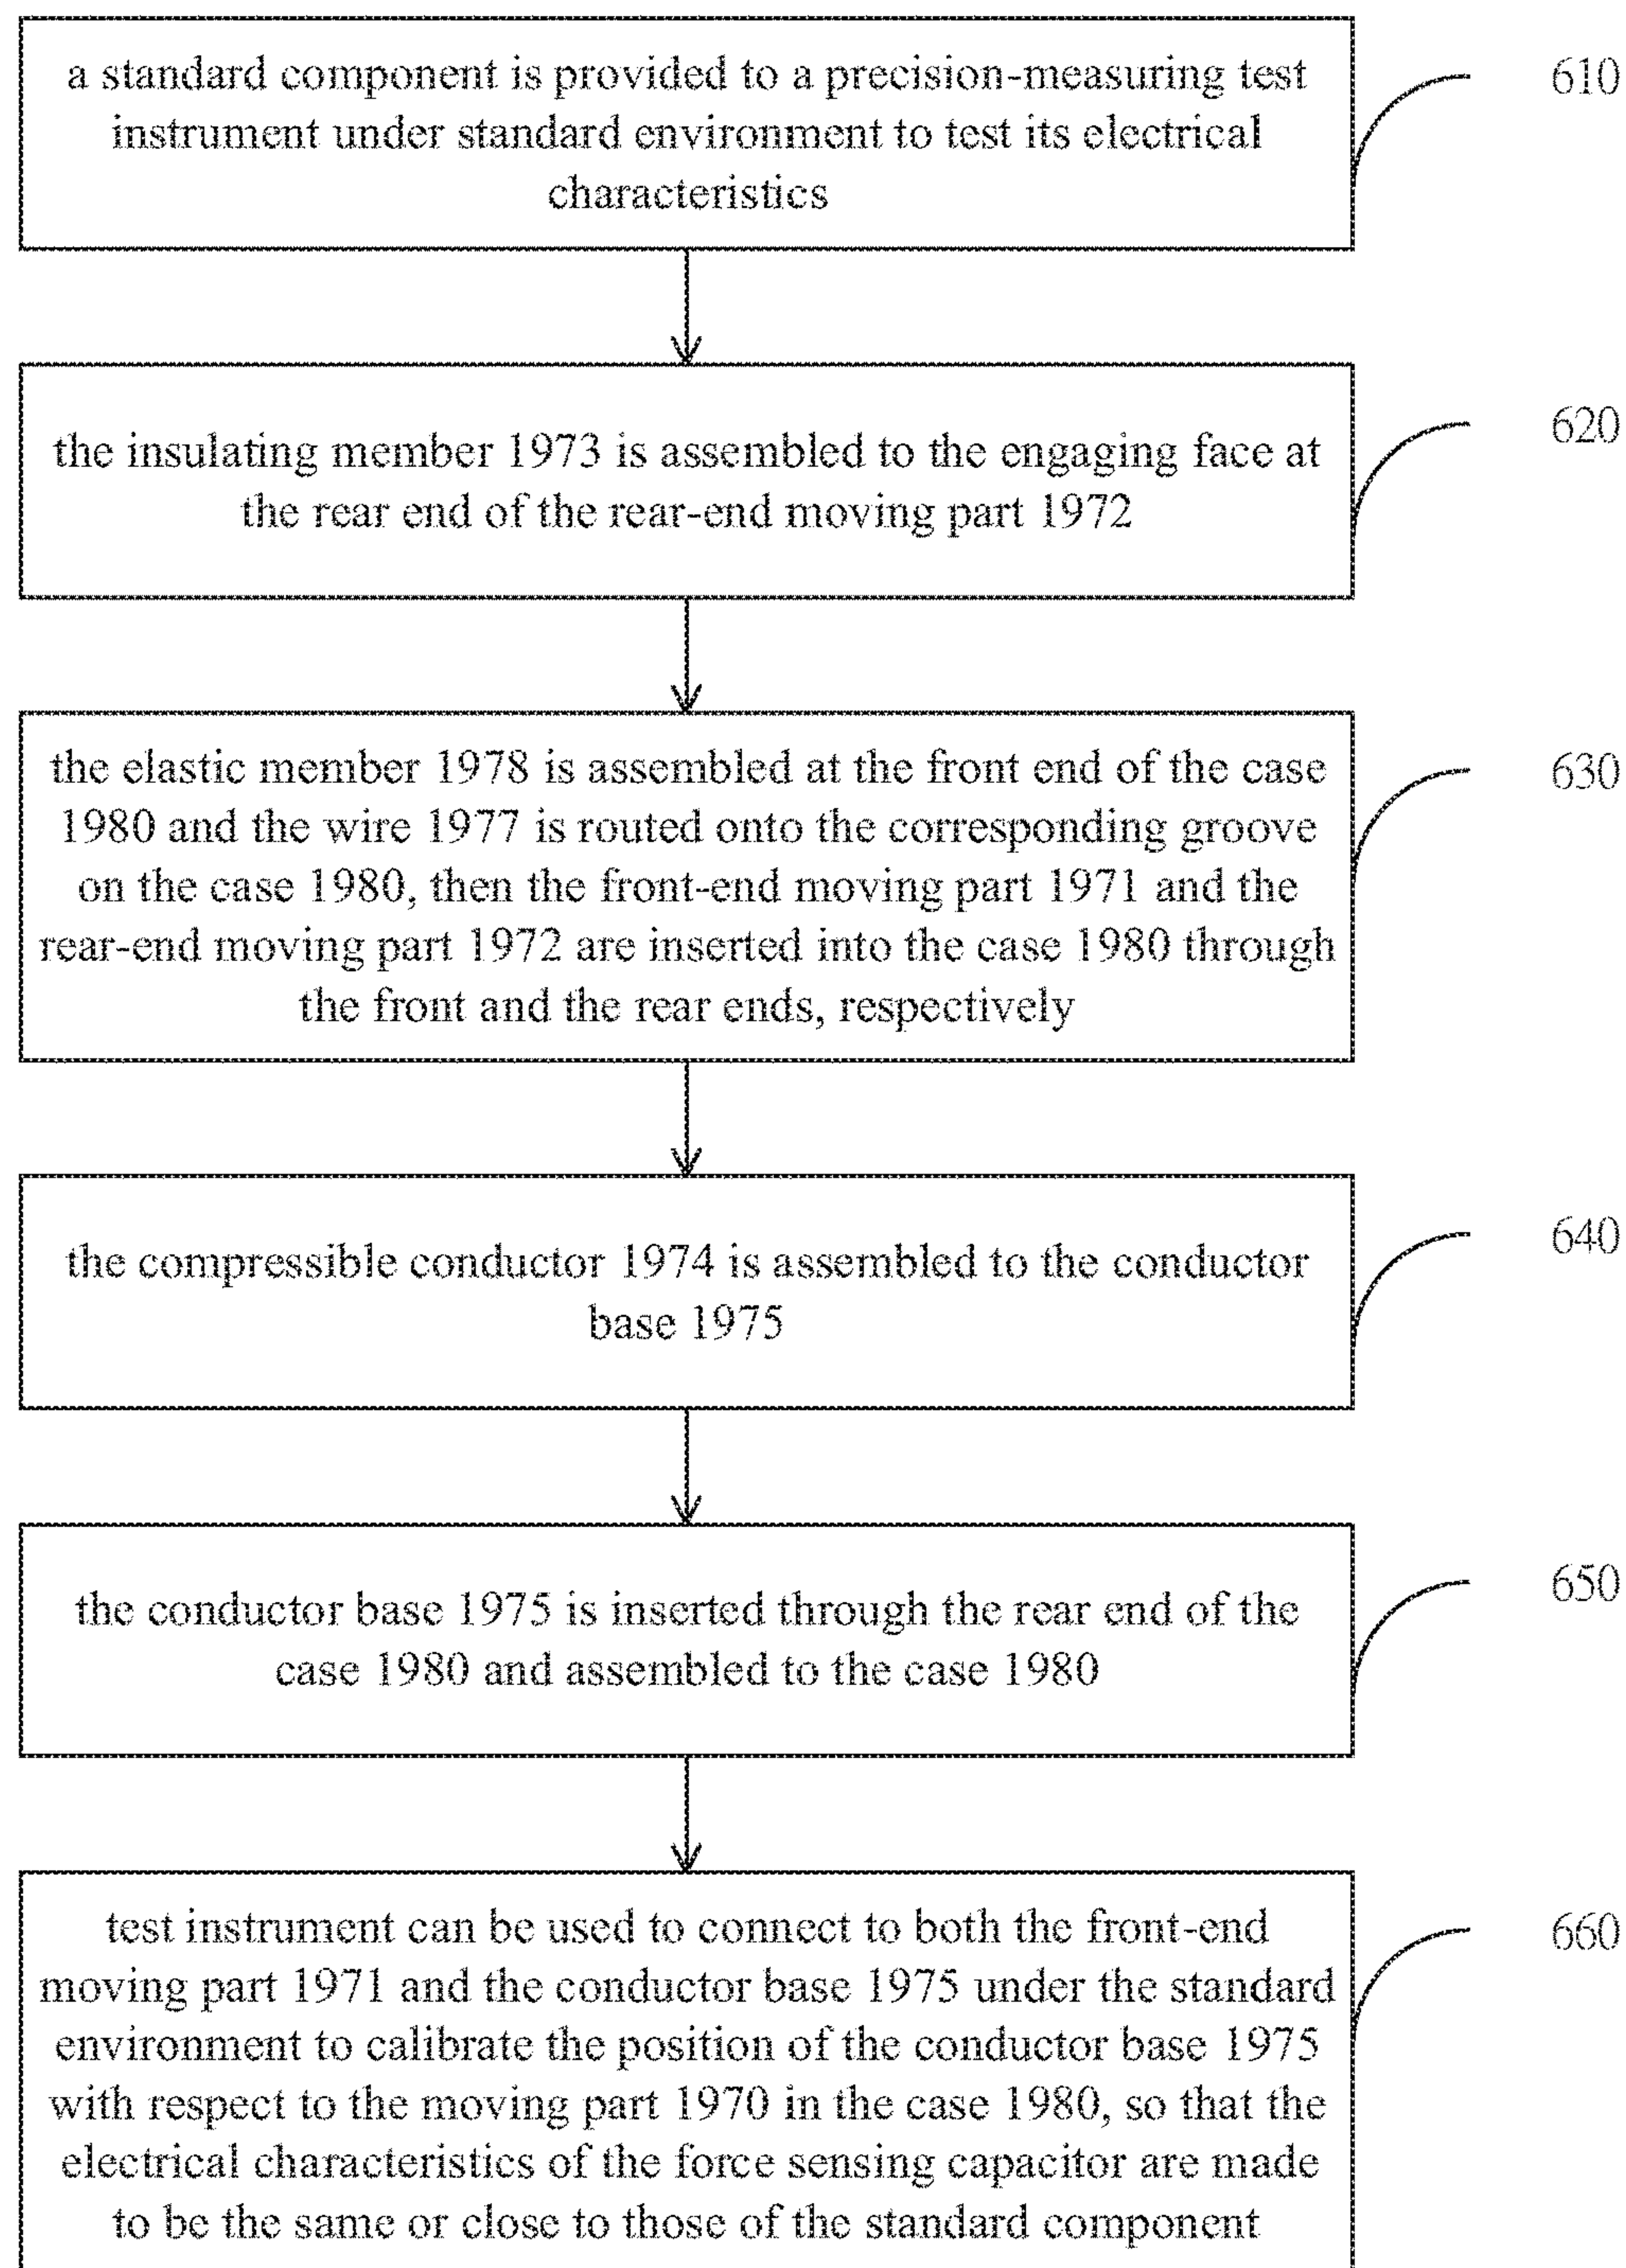 a standard component is provided to a precision-measuring test
instrument under standard environment to test its electrical
characteristics
610
the insulating member 1973 is assembled to the engaging face at
the rear end of the rear-end moving part 1972
620
the elastic member 1978 is assembled at the front end of the case
1980 and the wire 1977 is routed onto the corresponding groove
on the case 1980, then the front-end moving part 1971 and the
rear-end moving part 1972 are inserted into the case 1980 through
the front and the rear ends, respectively
630
the compressible conductor 1974 is assembled to the conductor
base 1975
640
the conductor base 1975 is inserted through the rear end of the
case 1980 and assembled to the case 1980
650
test instrument can be used to connect to both the front-end
moving part 1971 and the conductor base 1975 under the standard
environment to calibrate the position of the conductor base 1975
with respect to the moving part 1970 in the case 1980, so that the
electrical characteristics of the force sensing capacitor are made
to be the same or close to those of the standard component
660